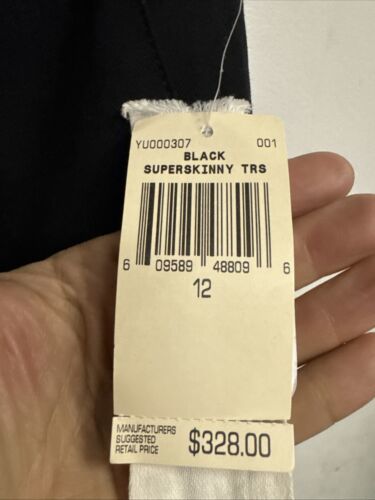 YU000307 001
BLACK
SUPERSKINNY TRS
6 09589 48809 6
12
MANUFACTURERS
SUGGESTED
RETAIL PRICE
$328.00